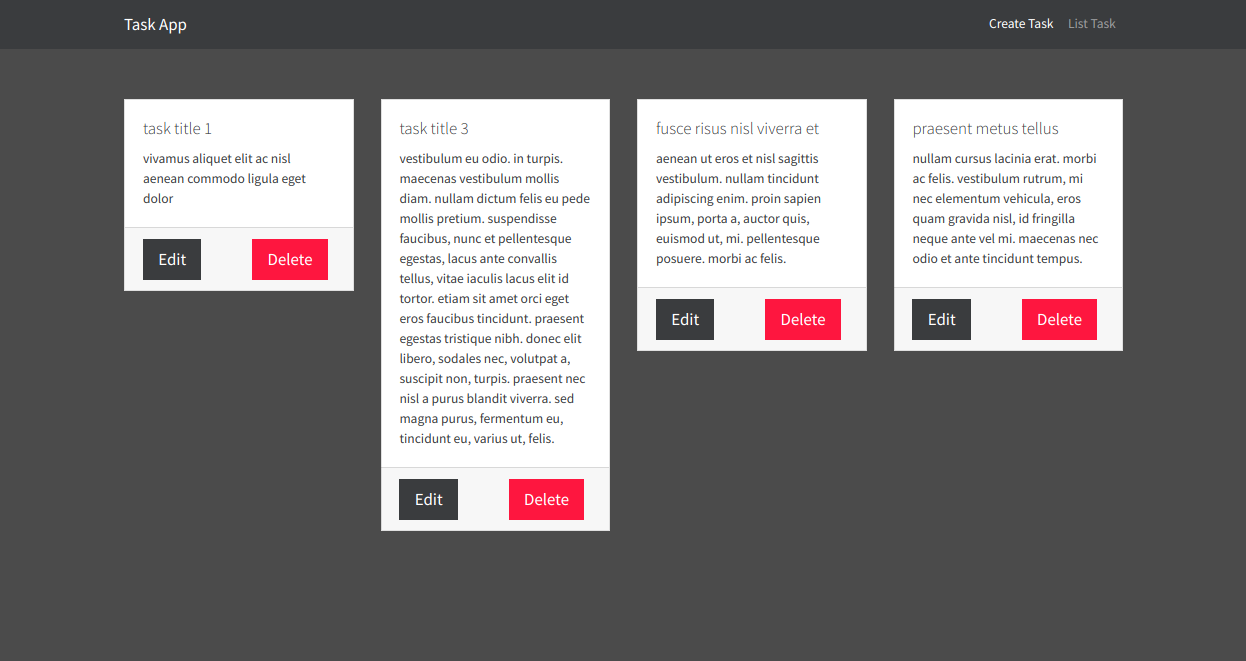 Task App
Create Task
List Task
task title 1
vivamus aliquet elit ac nisl
aenean commodo ligula eget
dolor
Edit
Delete
task title 3
vestibulum eu odio. in turpis.
maecenas vestibulum mollis
diam. nullam dictum felis eu pede
mollis pretium. suspendisse
faucibus, nunc et pellentesque
egestas, lacus ante convallis
tellus, vitae iaculis lacus elit id
tortor. etiam sit amet orci eget
eros faucibus tincidunt. praesent
egestas tristique nibh. donec elit
libero, sodales nec, volutpat a,
suscipit non, turpis. praesent nec
nisl a purus blandit viverra. sed
magna purus, fermentum eu,
tincidunt eu, varius ut, felis.
Edit
Delete
fusce risus nisl viverra et
aenean ut eros et nisl sagittis
vestibulum. nullam tincidunt
adipiscing enim. proin sapien
ipsum, porta a, auctor quis,
euismod ut, mi. pellentesque
posuere. morbi ac felis.
Edit
Delete
praesent metus tellus
nullam cursus lacinia erat. morbi
ac felis. vestibulum rutrum, mi
nec elementum vehicula, eros
quam gravida nisl, id fringilla
neque ante vel mi. maecenas nec
odio et ante tincidunt tempus.
Edit
Delete